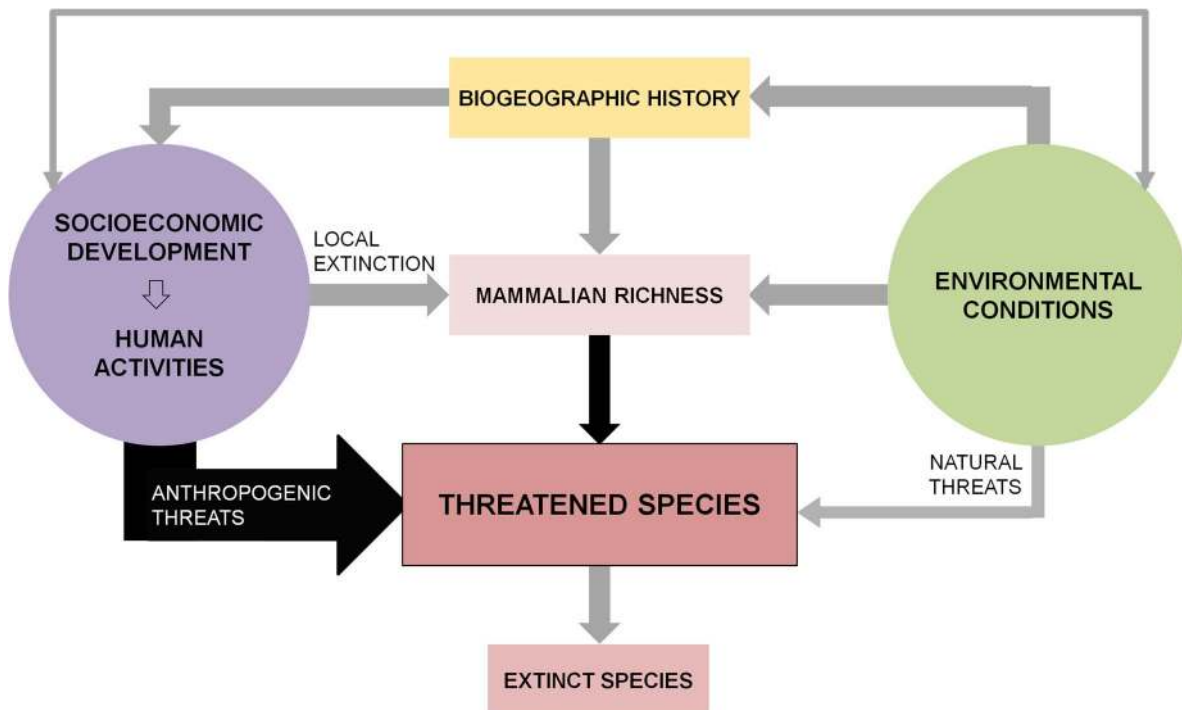 BIOGEOGRAPHIC HISTORY
SOCIOECONOMIC
DEVELOPMENT
HUMAN
ACTIVITIES
LOCAL
EXTINCTION
MAMMALIAN RICHNESS
ENVIRONMENTAL
CONDITIONS
ANTHROPOGENIC
THREATS
THREATENED SPECIES
NATURAL
THREATS
EXTINCT SPECIES